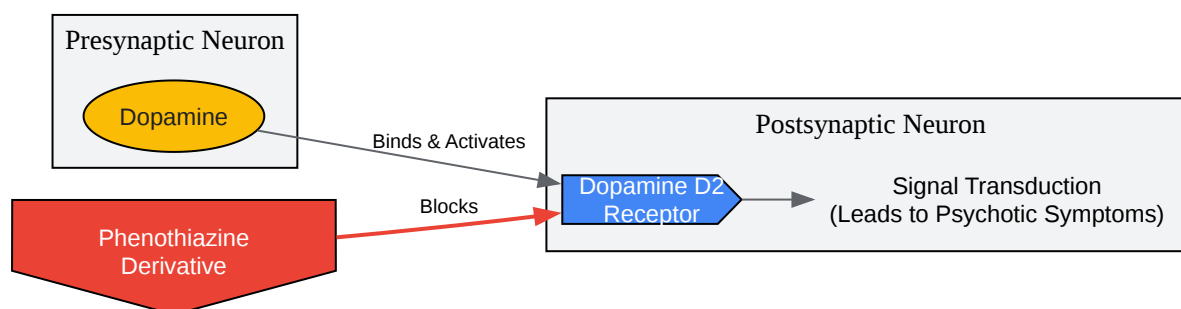 Presynaptic Neuron
Dopamine
Binds & Activates
Postsynaptic Neuron
Dopamine D2
Receptor
Signal Transduction
(Leads to Psychotic Symptoms)
Blocks
Phenothiazine
Derivative